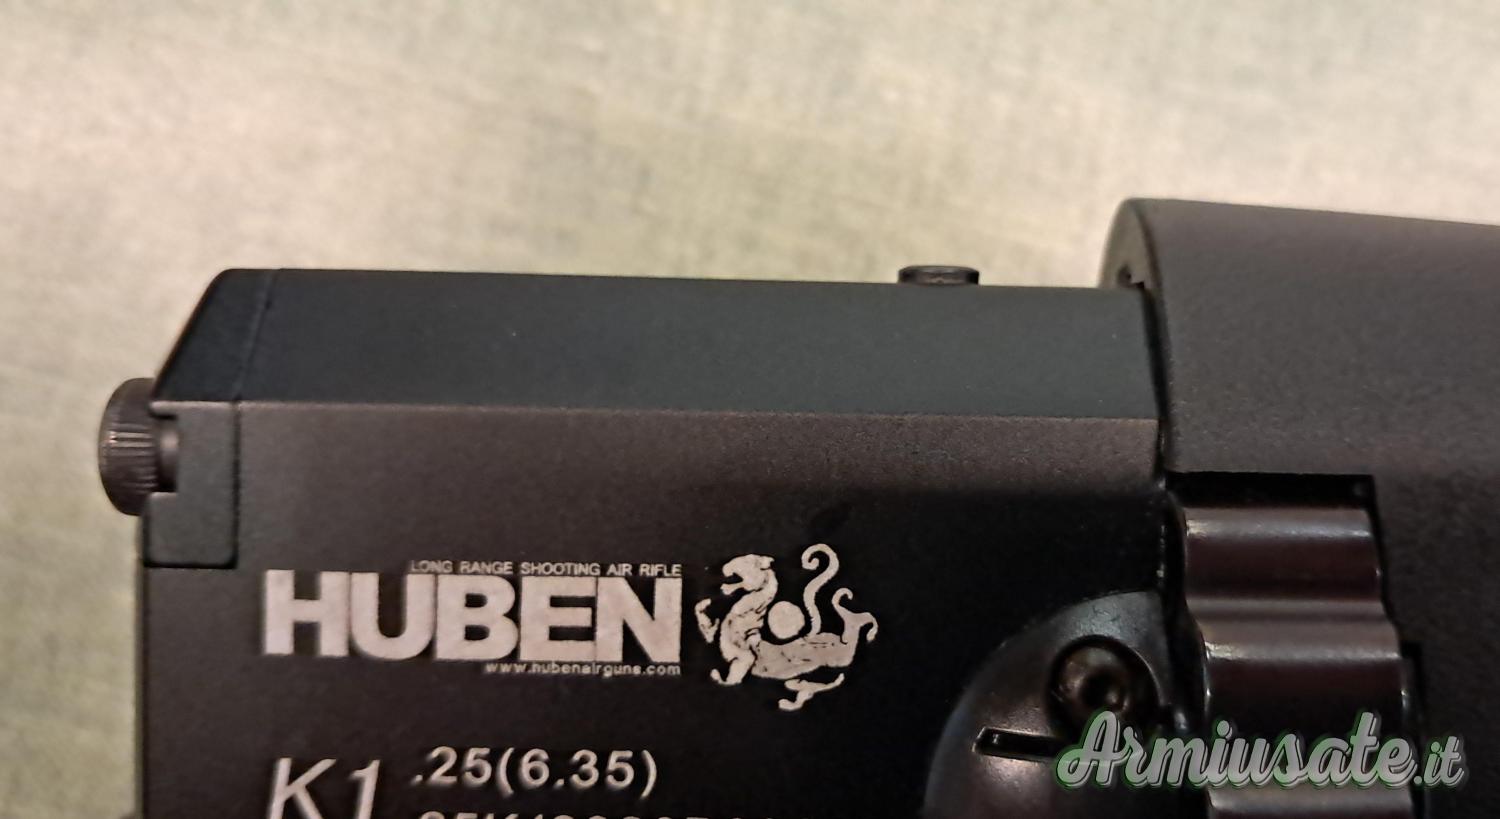 LONG RANGE SHOOTING AIR RIFLE
HUBEN
www.hubenairguns.com
K1 .25(6.35)
Armiusate.it